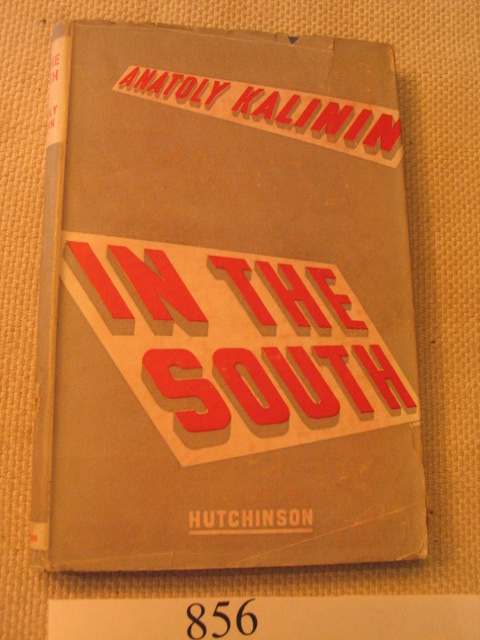 ANATOLY KALININ
IN THE
SOUTH
HUTCHINSON
856